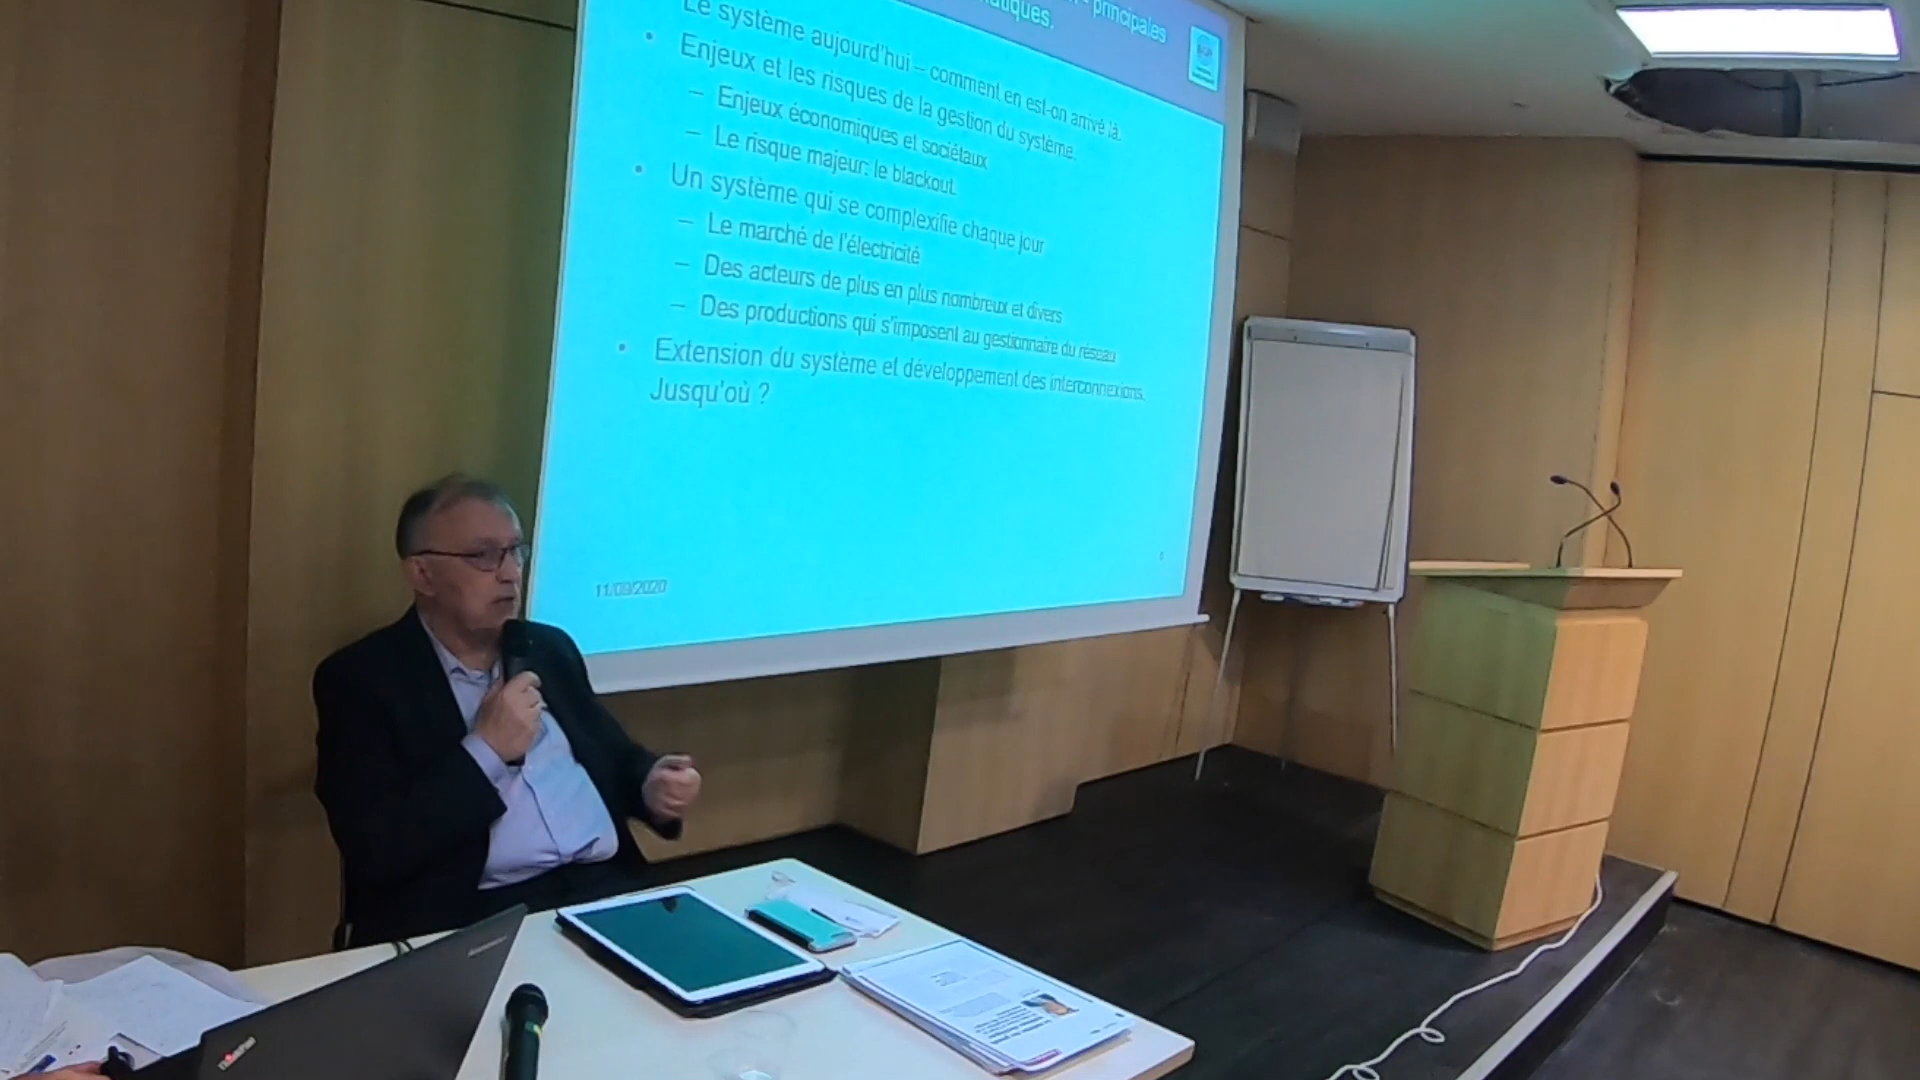 principales
Le système aujourd'hui – comment en est-on arrivé là.
• Enjeux et les risques de la gestion du système.
– Enjeux économiques et sociétaux
– Le risque majeur: le blackout.
• Un système qui se complexifie chaque jour
– Le marché de l'électricité
– Des acteurs de plus en plus nombreux et divers
– Des productions qui s'imposent au gestionnaire du réseau
• Extension du système et développement des interconnexions.
Jusqu'où ?
11/09/2020